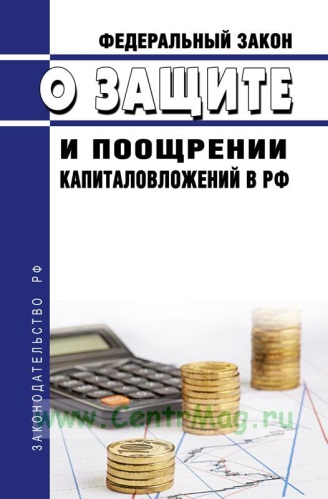 ФЕДЕРАЛЬНЫЙ ЗАКОН
О ЗАЩИТЕ
И ПООЩРЕНИИ
КАПИТАЛОВЛОЖЕНИЙ В РФ
ЗАКОНОДАТЕЛЬСТВО РФ
www.CentrMag.ru